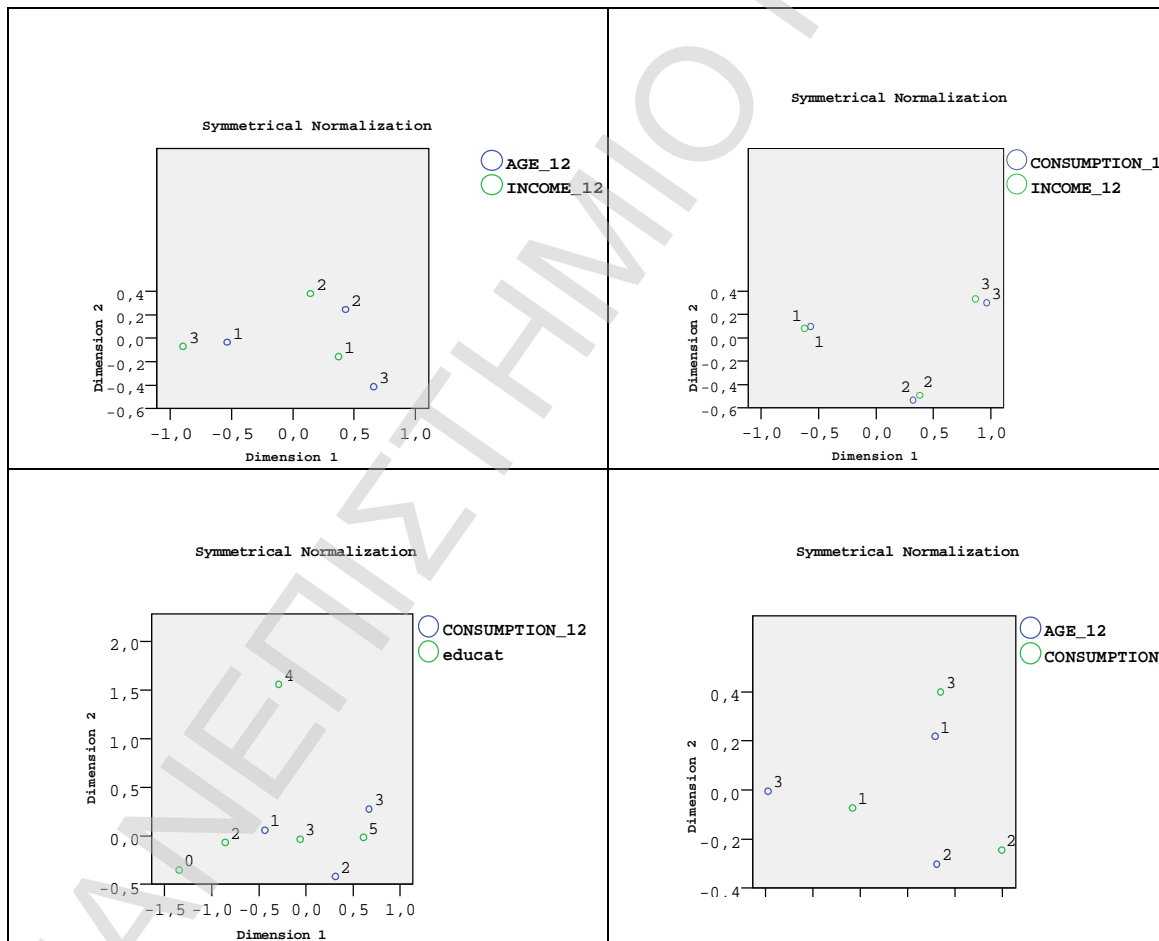 Symmetrical Normalization
AGE_12
INCOME_12
Dimension 2
0,4
0,2
0,0
-0,2
-0,4
-0,6
2
2
3
1
1
3
-1,0 -0,5 0,0 0,5 1,0
Dimension 1
Symmetrical Normalization
CONSUMPTION_1
INCOME_12
Dimension 2
0,4
0,2
0,0
-0,2
-0,4
-0,6
3
3
1
1
2
2
-1,0 -0,5 0,0 0,5 1,0
Dimension 1
Symmetrical Normalization
CONSUMPTION_12
educat
Dimension 2
2,0
1,5
1,0
0,5
0,0
-0,5
4
3
1
2
3
5
0
2
-1,5 -1,0 -0,5 0,0 0,5 1,0
Dimension 1
Symmetrical Normalization
AGE_12
CONSUMPTION
Dimension 2
0,4
0,2
0,0
-0,2
-0,4
3
1
3
1
2
2
ΑΝΕΠΙΣΤΗΜΙΟ